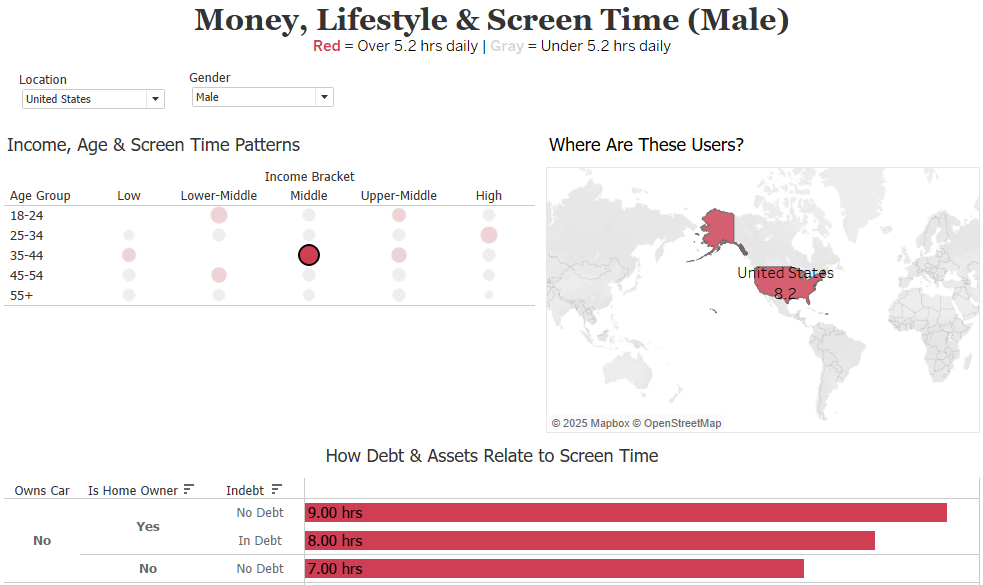 Money, Lifestyle & Screen Time (Male)
Red = Over 5.2 hrs daily | Gray = Under 5.2 hrs daily
Location
Gender
United States
Male
Income, Age & Screen Time Patterns
Where Are These Users?
Income Bracket
Age Group Low Lower-Middle Middle Upper-Middle High
18-24
25-34
35-44
45-54
55+
United States
8.2
© 2025 Mapbox © OpenStreetMap
How Debt & Assets Relate to Screen Time
Owns Car Is Home Owner Indebt
No Yes No Debt 9.00 hrs
In Debt 8.00 hrs
No No Debt 7.00 hrs